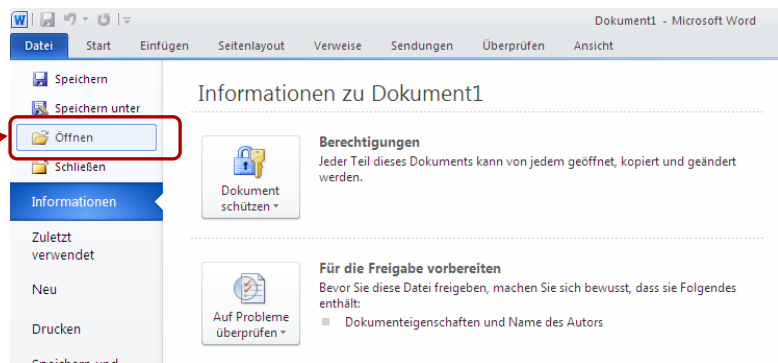 Dokument1 - Microsoft Word
Datei Start Einfügen Seitenlayout Verweise Sendungen Überprüfen Ansicht
Speichern
Speichern unter
Öffnen
Schließen
Informationen
Zuletzt
verwendet
Neu
Drucken
Speichern und
Informationen zu Dokument1
Dokument
schützen
Berechtigungen
Jeder Teil dieses Dokuments kann von jedem geöffnet, kopiert und geändert
werden.
Auf Probleme
überprüfen
Für die Freigabe vorbereiten
Bevor Sie diese Datei freigeben, machen Sie sich bewusst, dass sie Folgendes
enthält:
Dokumenteigenschaften und Name des Autors